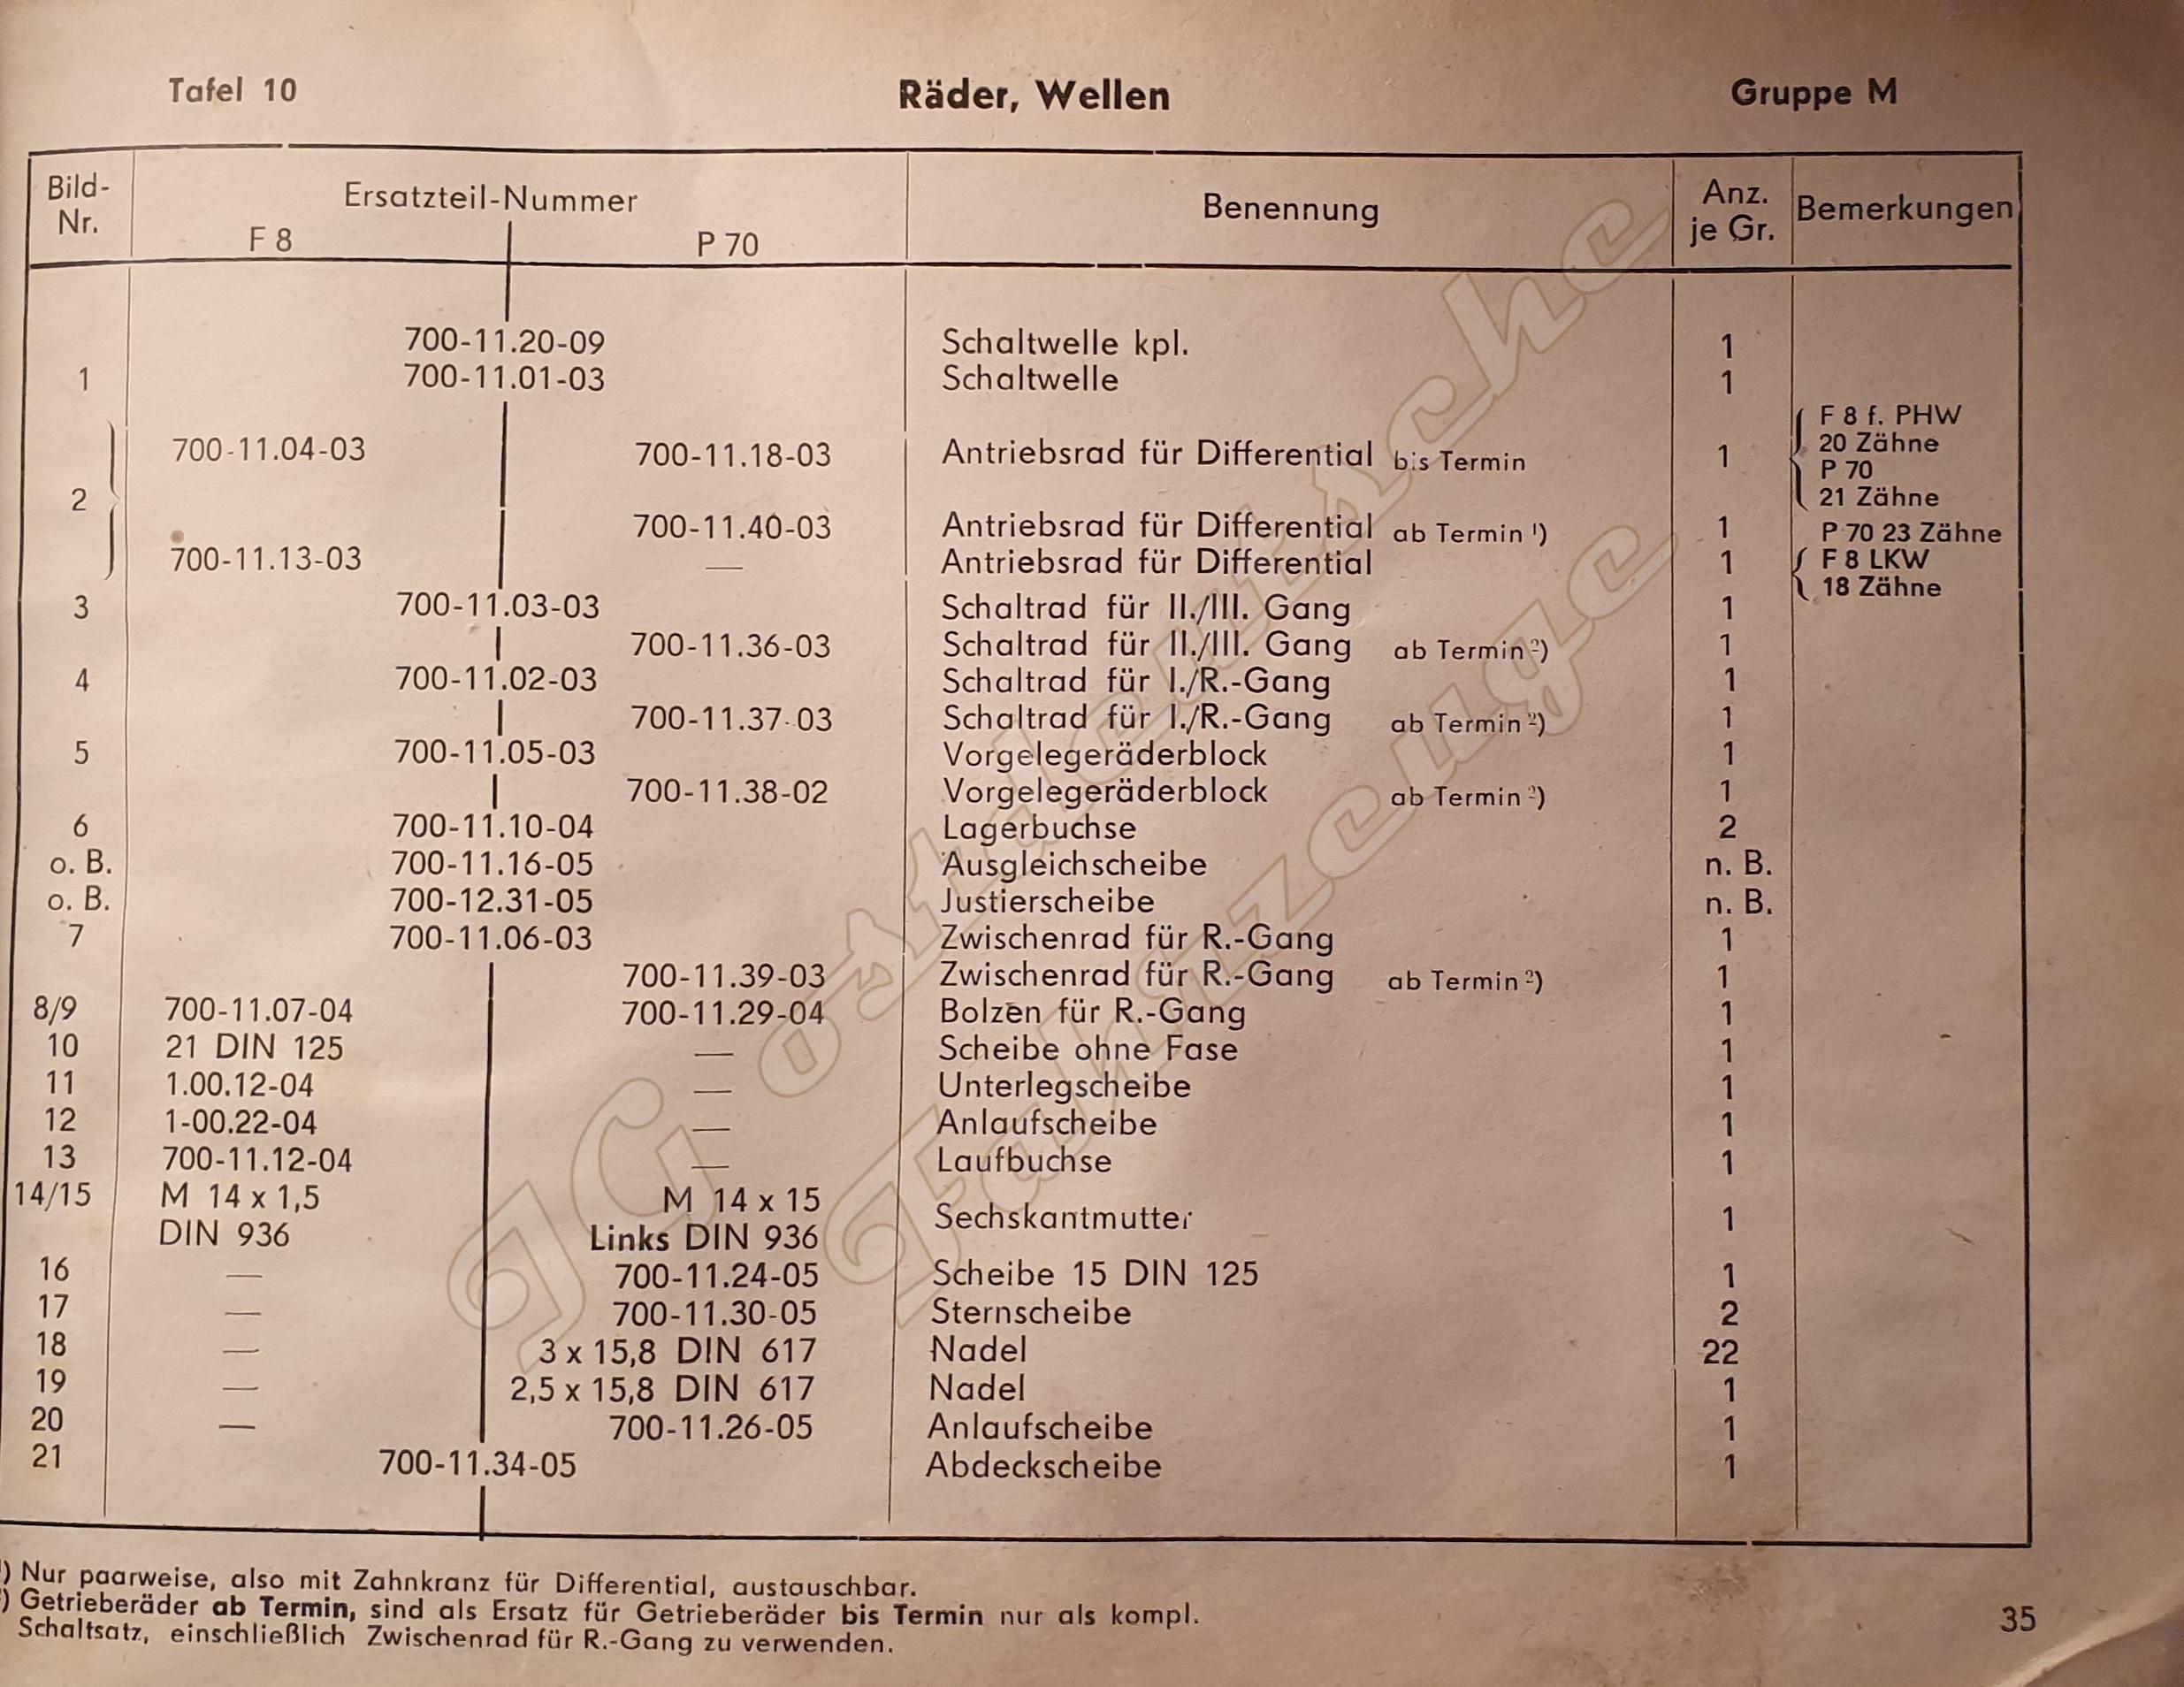 Tafel 10 Räder, Wellen Gruppe M
Bild-Nr. Ersatzteil-Nummer F 8 P 70 Benennung Anz. je Gr. Bemerkungen
700-11.20-09 Schaltwelle kpl. 1
1 700-11.01-03 Schaltwelle 1
2 700-11.04-03 700-11.18-03 Antriebsrad für Differential bis Termin 1 F 8 f. PHW 20 Zähne P 70 21 Zähne
700-11.40-03 Antriebsrad für Differential ab Termin ¹) 1 P 70 23 Zähne
700-11.13-03 — Antriebsrad für Differential 1 F 8 LKW 18 Zähne
3 700-11.03-03 Schaltrad für II./III. Gang 1
700-11.36-03 Schaltrad für II./III. Gang ab Termin ²) 1
4 700-11.02-03 Schaltrad für I./R.-Gang 1
700-11.37-03 Schaltrad für I./R.-Gang ab Termin ²) 1
5 700-11.05-03 Vorgelegeräderblock 1
700-11.38-02 Vorgelegeräderblock ab Termin ²) 1
6 700-11.10-04 Lagerbuchse 2
o. B. 700-11.16-05 Ausgleichscheibe n. B.
o. B. 700-12.31-05 Justierscheibe n. B.
7 700-11.06-03 Zwischenrad für R.-Gang 1
700-11.39-03 Zwischenrad für R.-Gang ab Termin ²) 1
8/9 700-11.07-04 700-11.29-04 Bolzen für R.-Gang 1
10 21 DIN 125 — Scheibe ohne Fase 1
11 1.00.12-04 — Unterlegscheibe 1
12 1-00.22-04 — Anlaufscheibe 1
13 700-11.12-04 — Laufbuchse 1
14/15 M 14 x 1,5 M 14 x 15
DIN 936 Links DIN 936 Sechskantmutter 1
16 — 700-11.24-05 Scheibe 15 DIN 125 1
17 — 700-11.30-05 Sternscheibe 2
18 — 3 x 15,8 DIN 617 Nadel 22
19 — 2,5 x 15,8 DIN 617 Nadel 1
20 — 700-11.26-05 Anlaufscheibe 1
21 700-11.34-05 Abdeckscheibe 1
¹) Nur paarweise, also mit Zahnkranz für Differential, austauschbar.
²) Getrieberäder ab Termin, sind als Ersatz für Getrieberäder bis Termin nur als kompl.
Schaltsatz, einschließlich Zwischenrad für R.-Gang zu verwenden.
35
IG ostdeutsche
Fahrzeuge